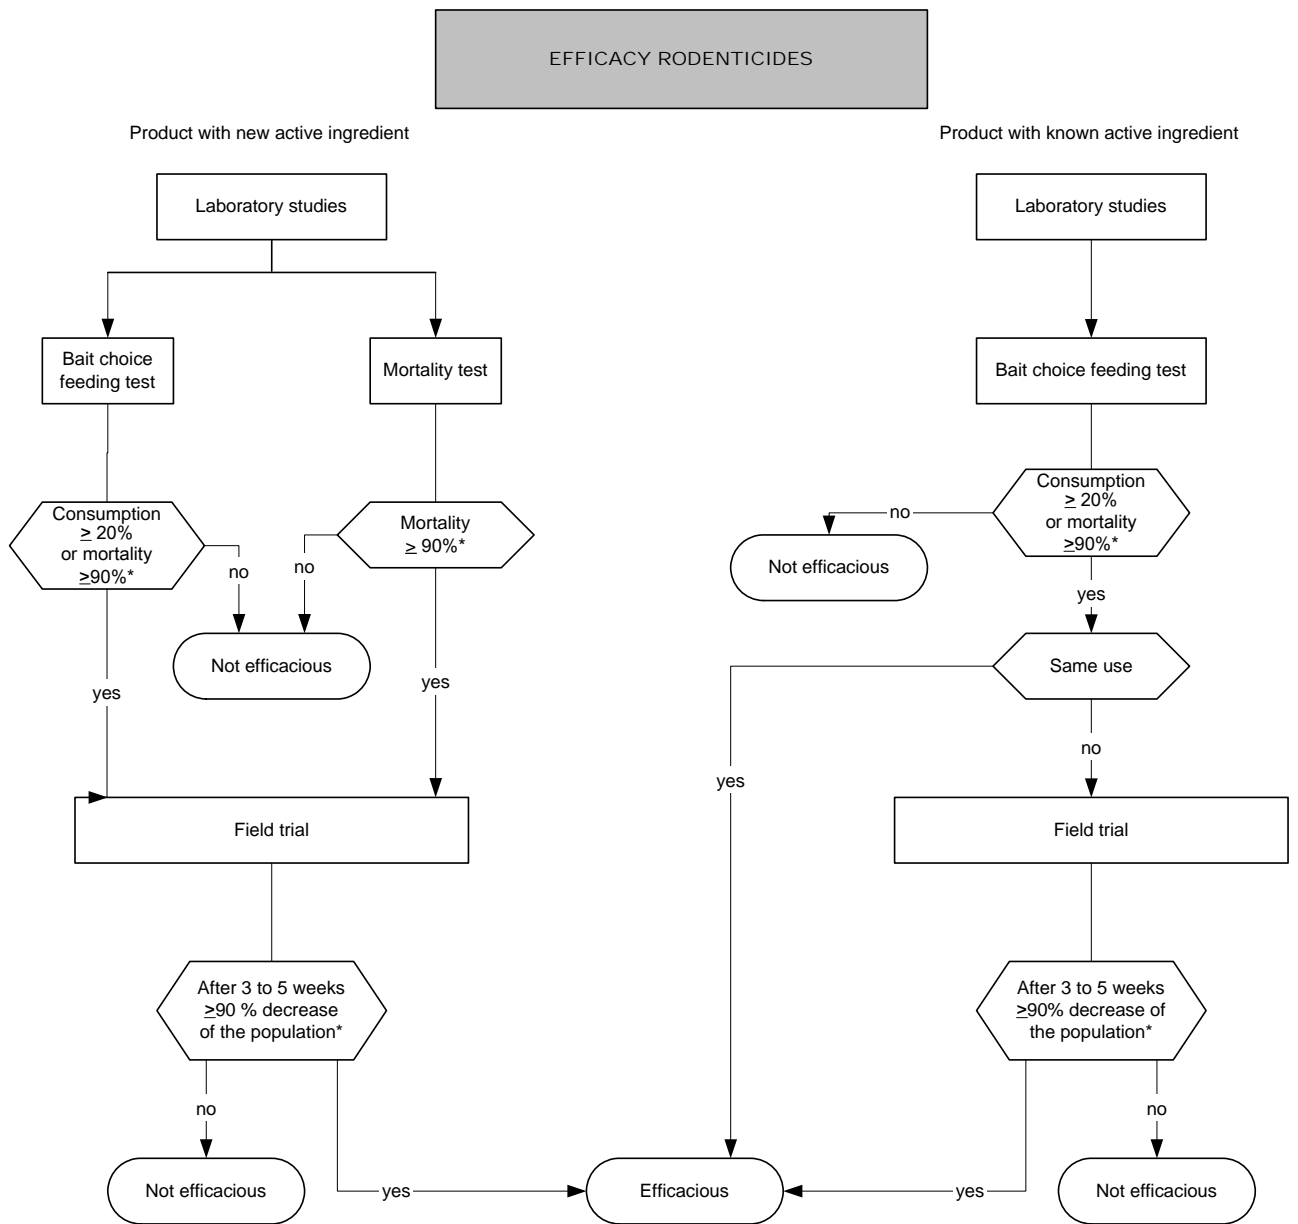 EFFICACY RODENTICIDES
Product with new active ingredient
Product with known active ingredient
Laboratory studies
Laboratory studies
Bait choice
feeding test
Mortality test
Bait choice feeding test
Consumption
≥ 20%
or mortality
≥90%*
Mortality
≥ 90%*
Consumption
≥ 20%
or mortality
≥90%*
no
no
no
Not efficacious
Not efficacious
yes
yes
yes
Same use
no
yes
Field trial
Field trial
After 3 to 5 weeks
≥90 % decrease
of the population*
After 3 to 5 weeks
≥90% decrease of
the population*
no
no
Not efficacious
yes
Efficacious
yes
Not efficacious